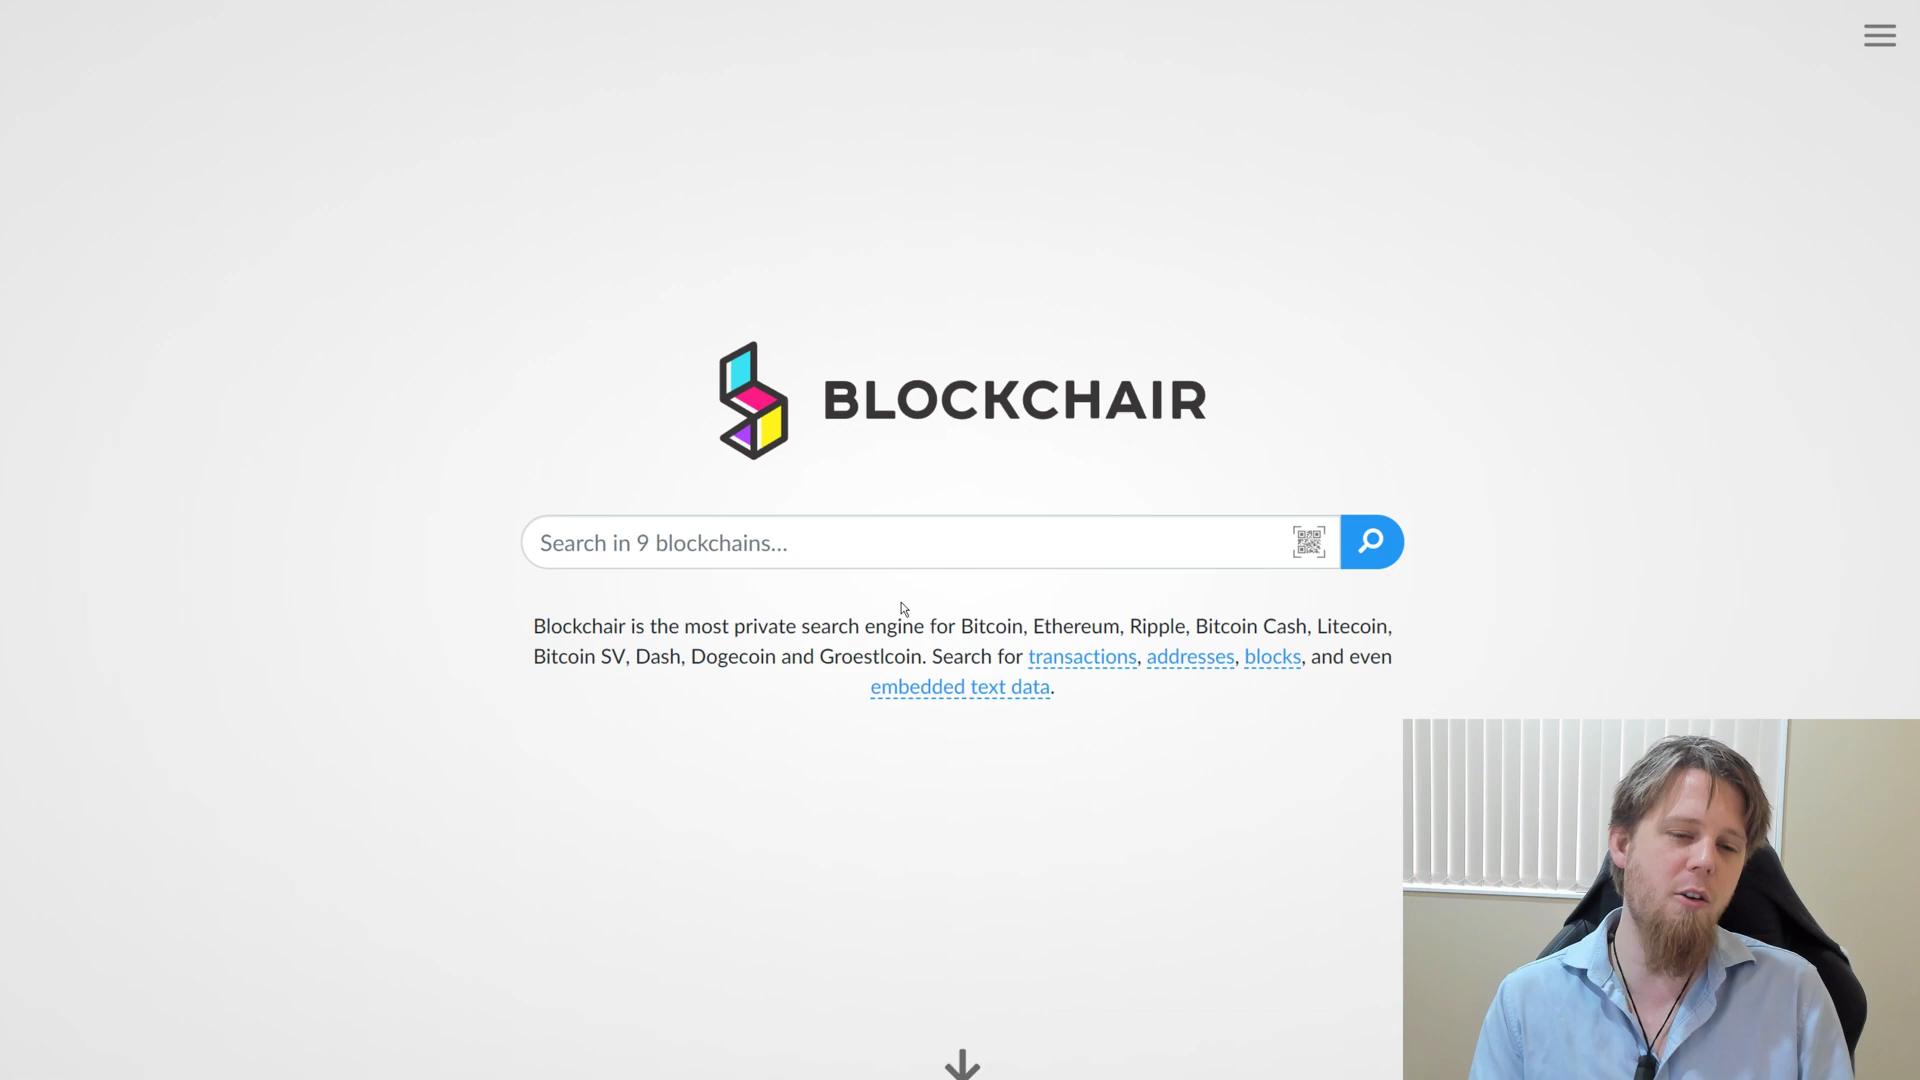 BLOCKCHAIR
Search in 9 blockchains...
Blockchair is the most private search engine for Bitcoin, Ethereum, Ripple, Bitcoin Cash, Litecoin,
Bitcoin SV, Dash, Dogecoin and Groestlcoin. Search for transactions, addresses, blocks, and even
embedded text data.